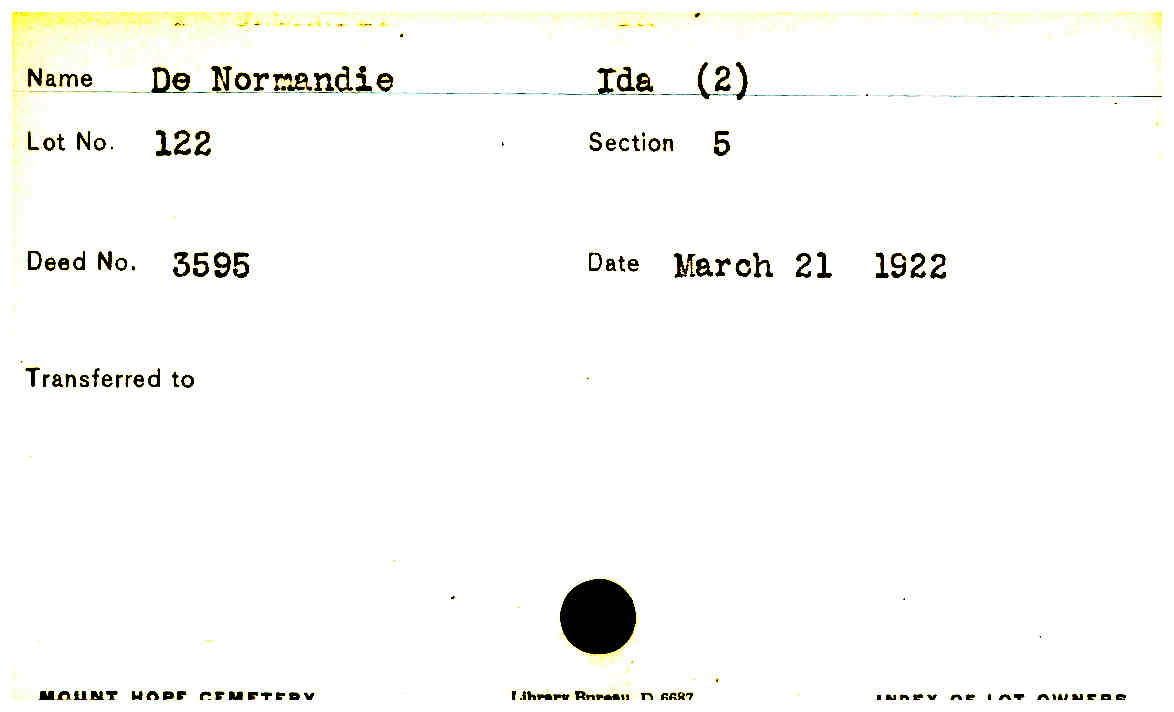 Name De Normandie Ida (2)
Lot No. 122 Section 5
Deed No. 3595 Date March 21 1922
Transferred to
MOUNT HOPE CEMETERY Library Bureau D 6687 INDEX OF LOT OWNERS